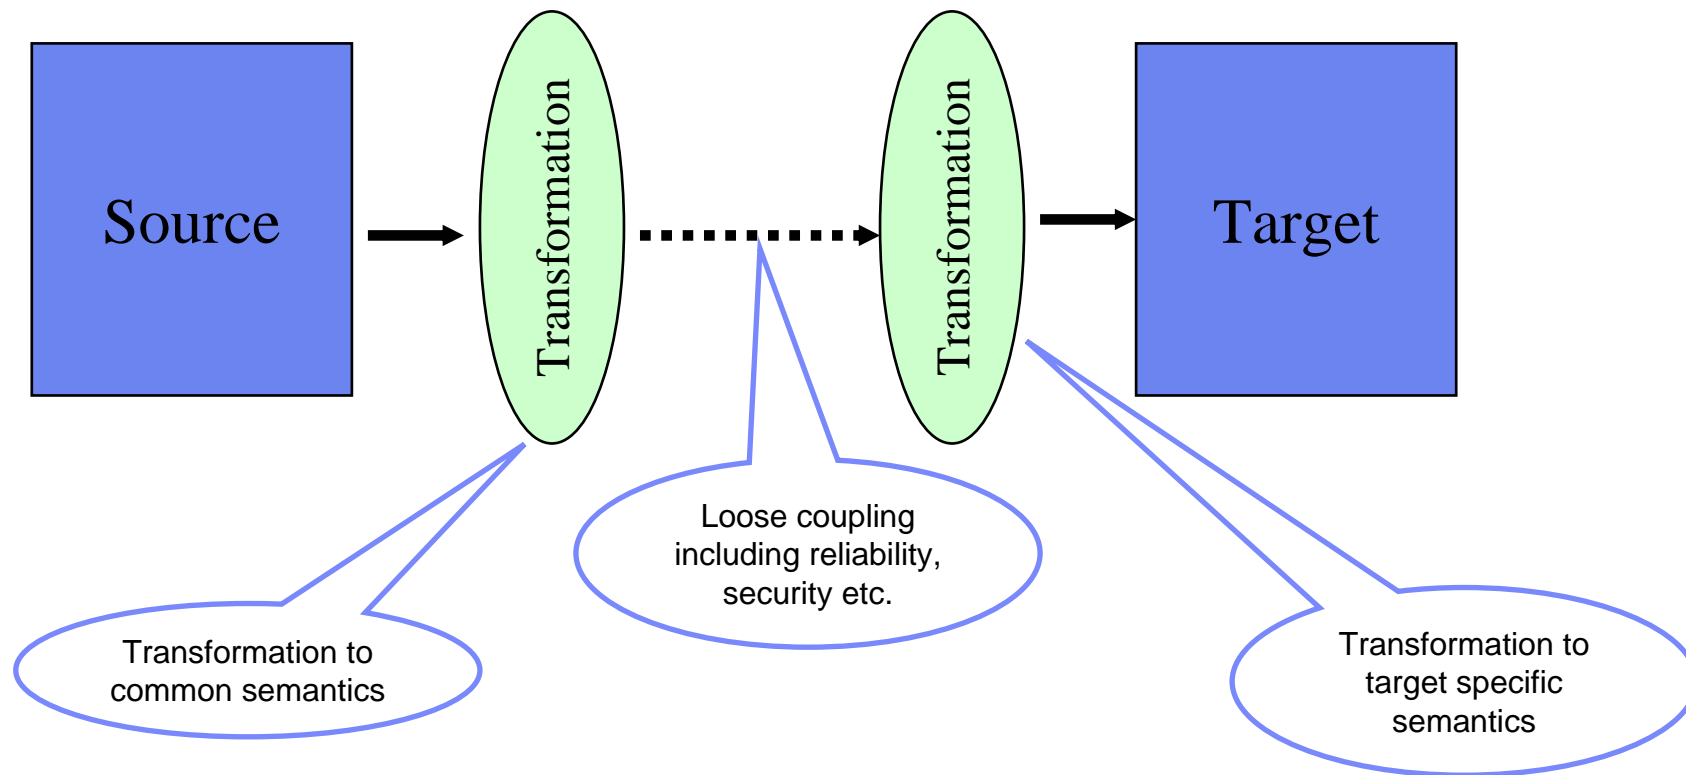 Source
Transformation
Transformation
Target
Loose coupling
including reliability,
security etc.
Transformation to
common semantics
Transformation to
target specific
semantics